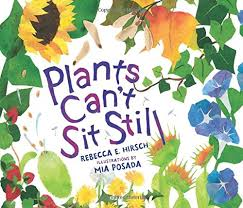 Plants
Can't
Sit Still
REBECCA E. HIRSCH
ILLUSTRATIONS BY
MIA POSADA